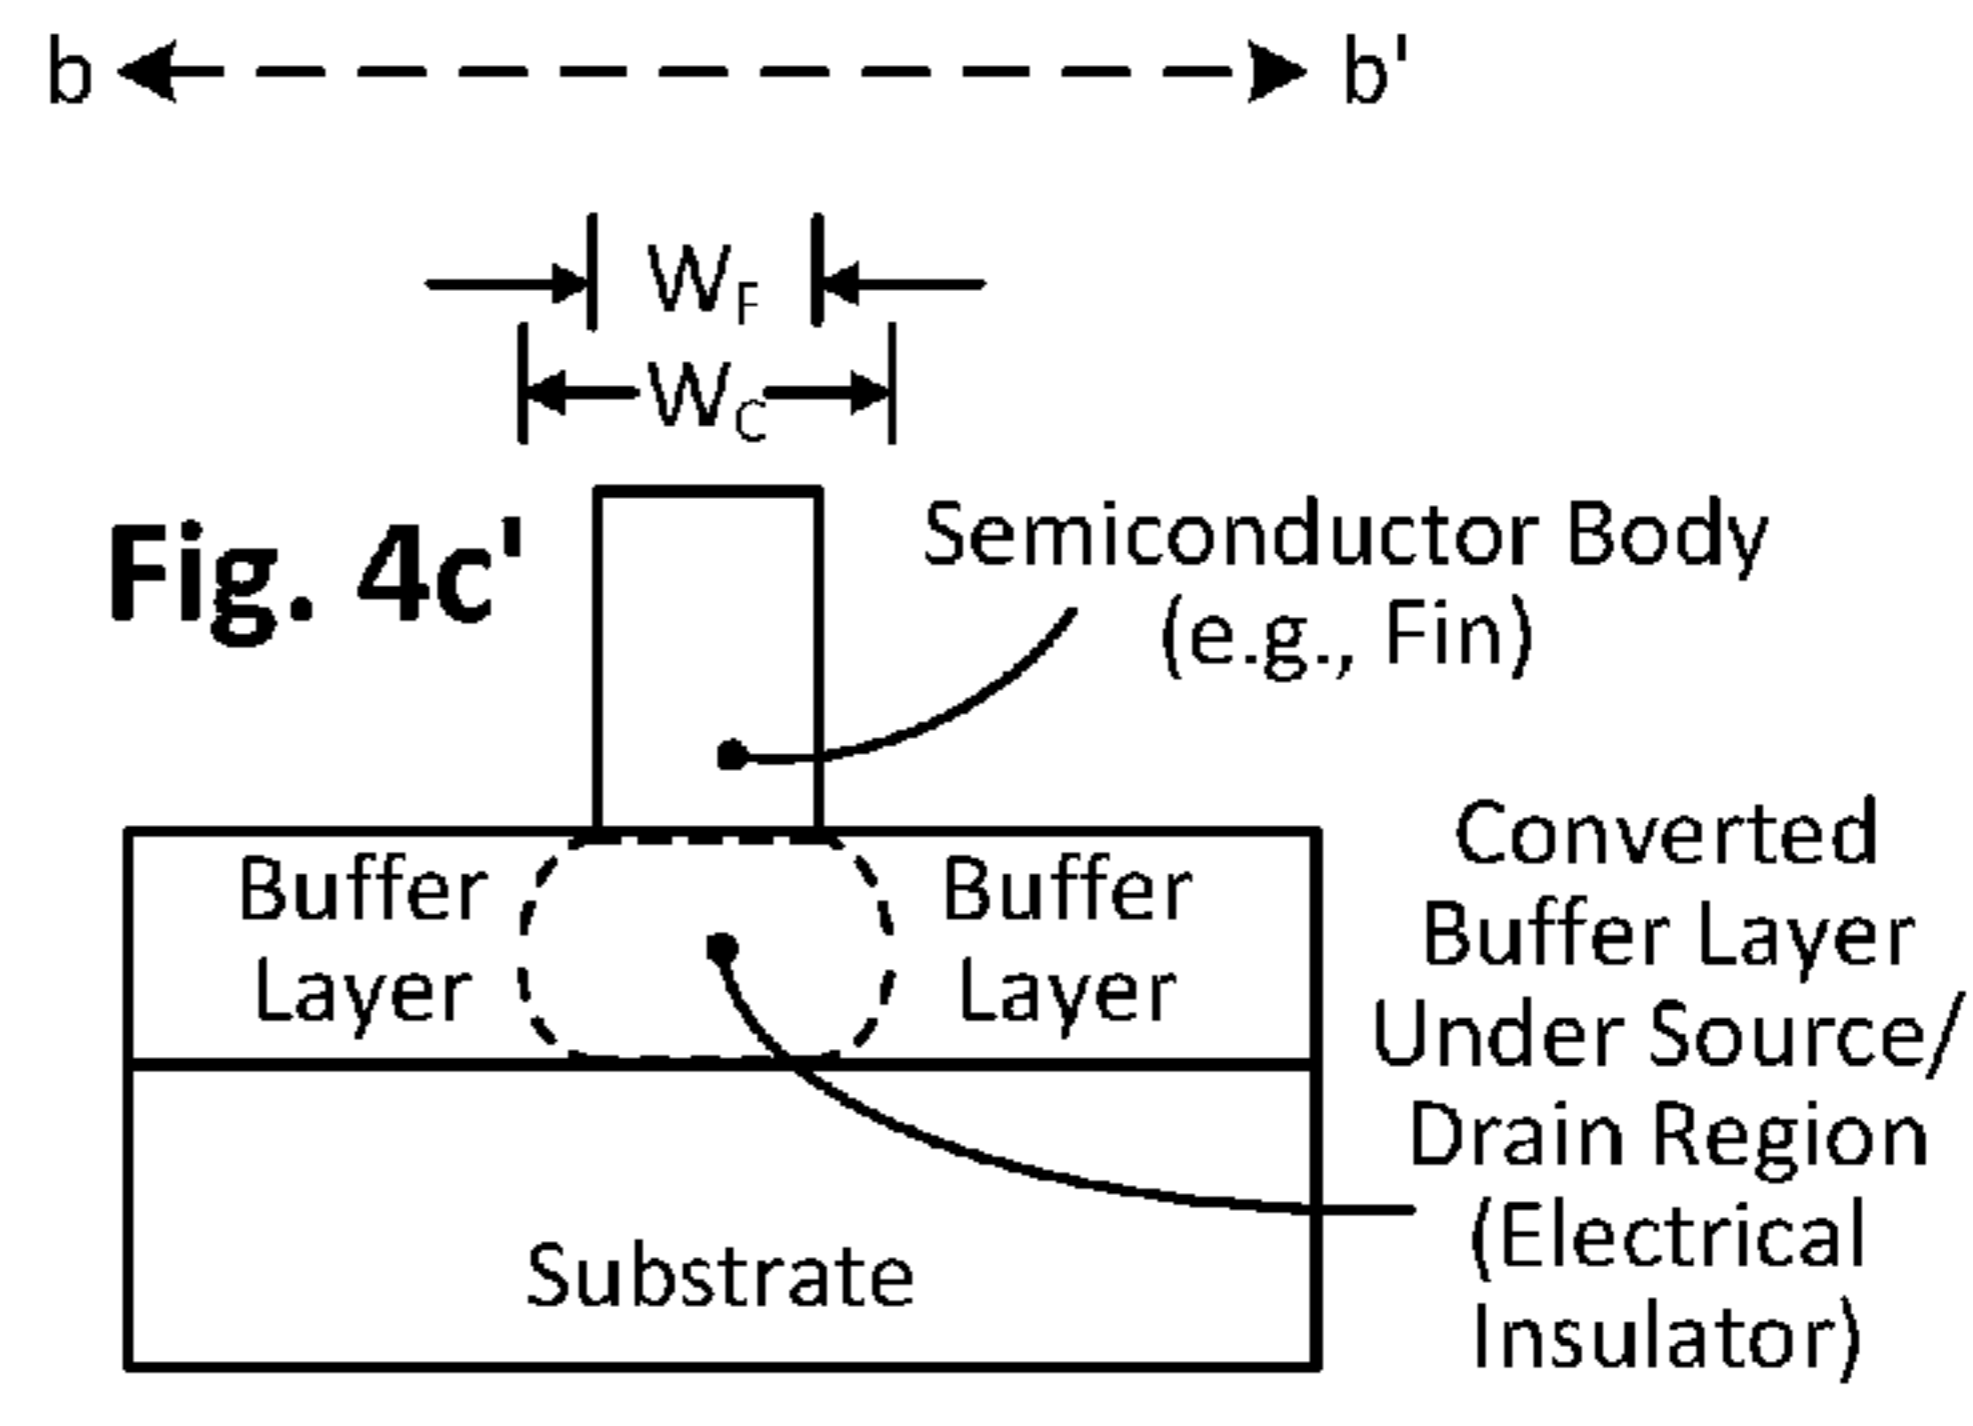 b b'
W_F
W_C
Fig. 4c'
Semiconductor Body
(e.g., Fin)
Buffer
Layer
Buffer
Layer
Converted
Buffer Layer
Under Source/
Drain Region
(Electrical
Insulator)
Substrate